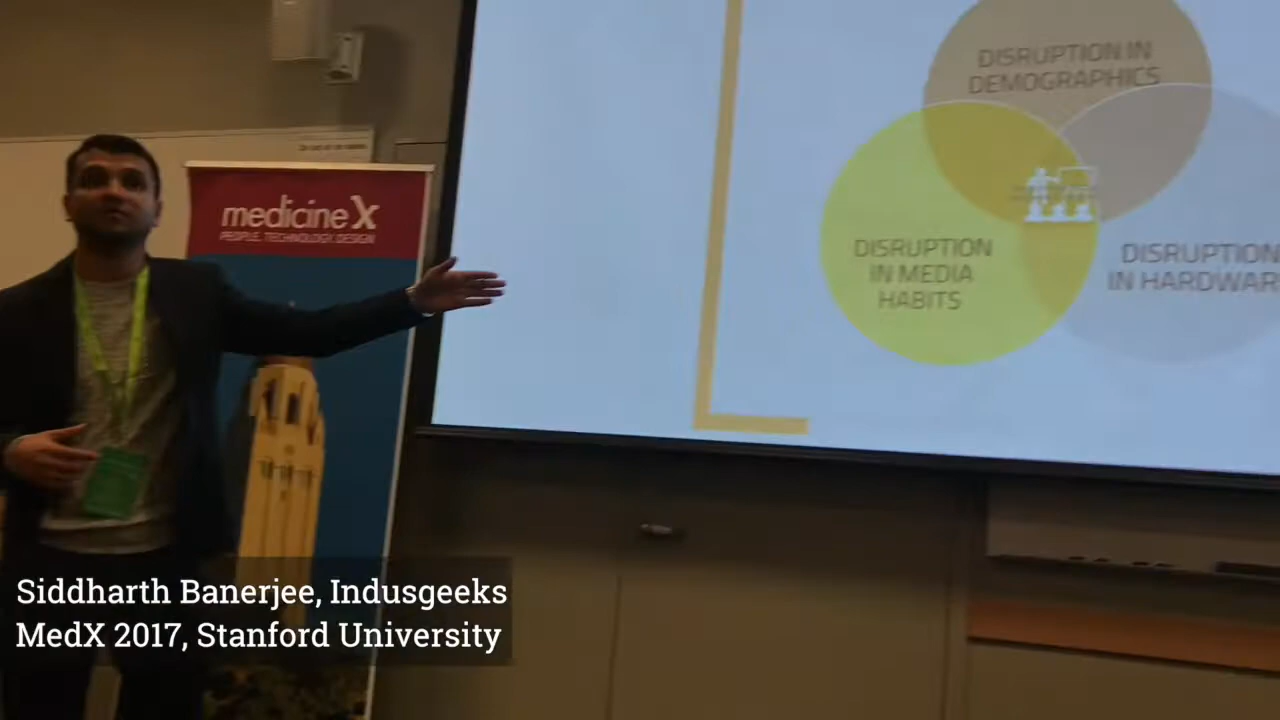 medicine X
PEOPLE. TECHNOLOGY. DESIGN
DISRUPTION IN
DEMOGRAPHICS
DISRUPTION
IN MEDIA
HABITS
DISRUPTION
IN HARDWAR
Siddharth Banerjee, Indusgeeks
MedX 2017, Stanford University